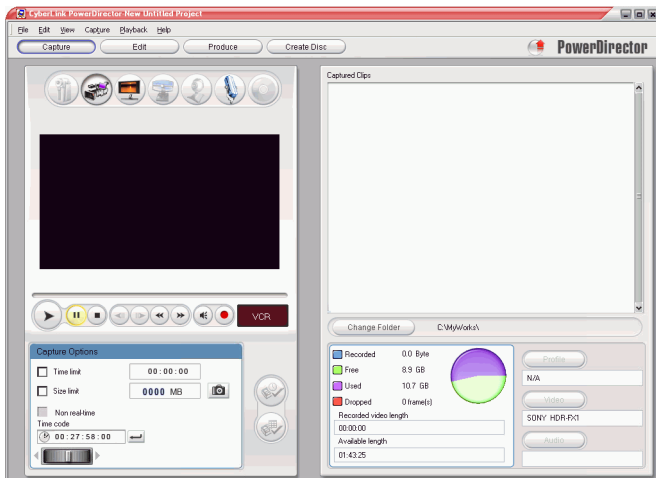 CyberLink PowerDirector-New Untitled Project
File Edit View Capture Playback Help
Capture Edit Produce Create Disc
PowerDirector
VCR
Capture Options
Time limit 00:00:00
Size limit 0000 MB
Non real-time
Time code
00:27:58:00
Captured Clips
Change Folder C:\MyWorks\
Recorded 0.0 Byte
Free 8.9 GB
Used 10.7 GB
Dropped 0 frame(s)
Recorded video length
00:00:00
Available length
01:43:25
Profile
N/A
Video
SONY HDR-FX1
Audio